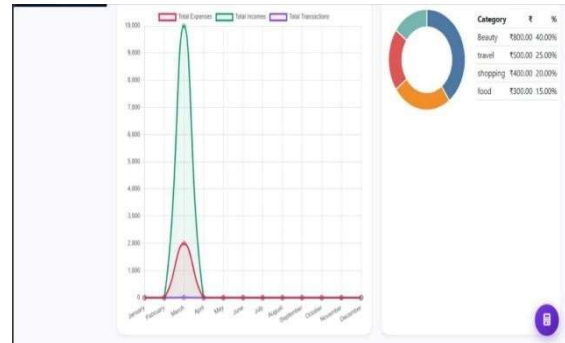 Total Expenses Total Incomes Total Transactions
10,000
9,000
8,000
7,000
6,000
5,000
4,000
3,000
2,000
1,000
0
January February March April May June July August September October November December
Category ₹ %
Beauty ₹800.00 40.00%
travel ₹500.00 25.00%
shopping ₹400.00 20.00%
food ₹300.00 15.00%